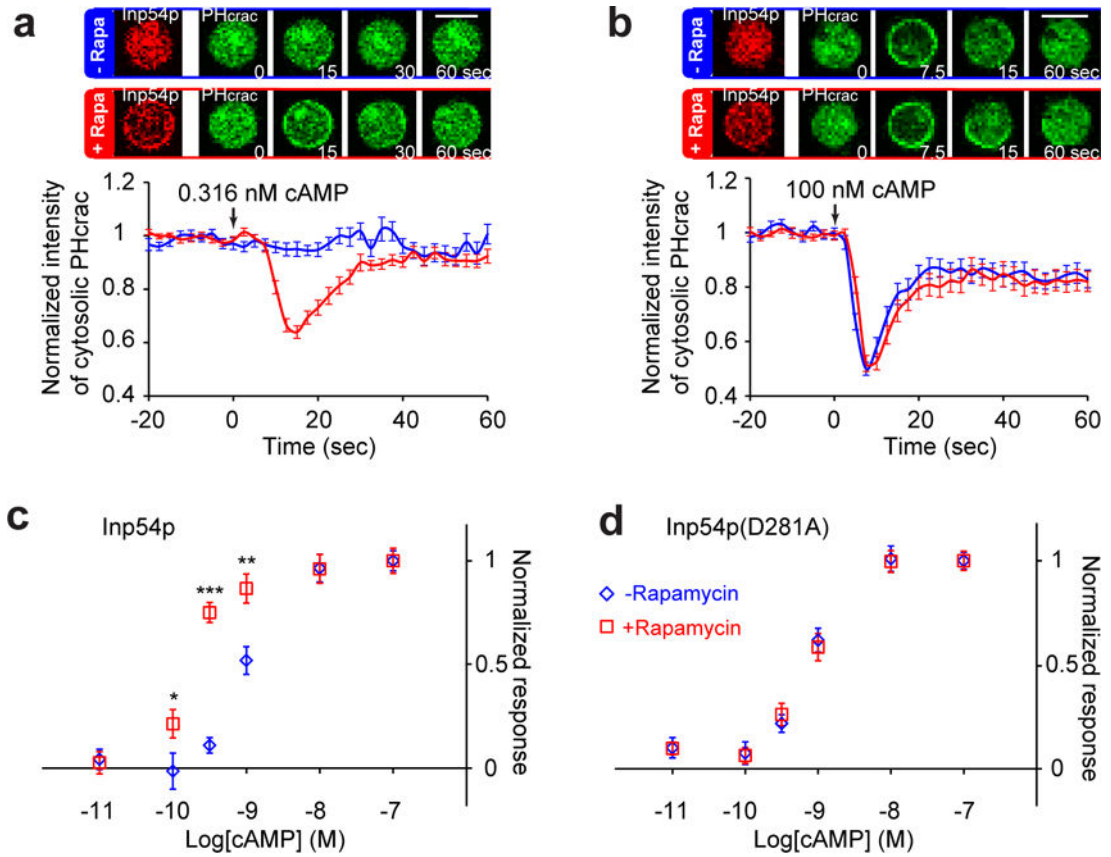 a
- Rapa
Inp54p PHcrac
0 15 30 60 sec
+ Rapa
Inp54p PHcrac
0 15 30 60 sec
Normalized intensity
of cytosolic PHcrac
1.2
1
0.8
0.6
0.4
0.316 nM cAMP
-20 0 20 40 60
Time (sec)
b
- Rapa
Inp54p PHcrac
0 7.5 15 60 sec
+ Rapa
Inp54p PHcrac
0 7.5 15 60 sec
Normalized intensity
of cytosolic PHcrac
1.2
1
0.8
0.6
0.4
100 nM cAMP
-20 0 20 40 60
Time (sec)
c
Inp54p
*
***
**
1
0.5
0
Normalized response
-11 -10 -9 -8 -7
Log[cAMP] (M)
d
Inp54p(D281A)
-Rapamycin
+Rapamycin
1
0.5
0
Normalized response
-11 -10 -9 -8 -7
Log[cAMP] (M)